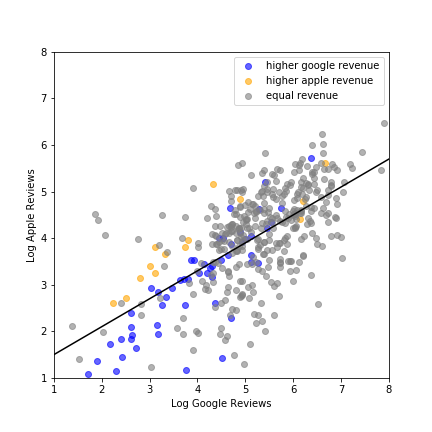 higher google revenue
higher apple revenue
equal revenue
Log Apple Reviews
8
7
6
5
4
3
2
1
1 2 3 4 5 6 7 8
Log Google Reviews